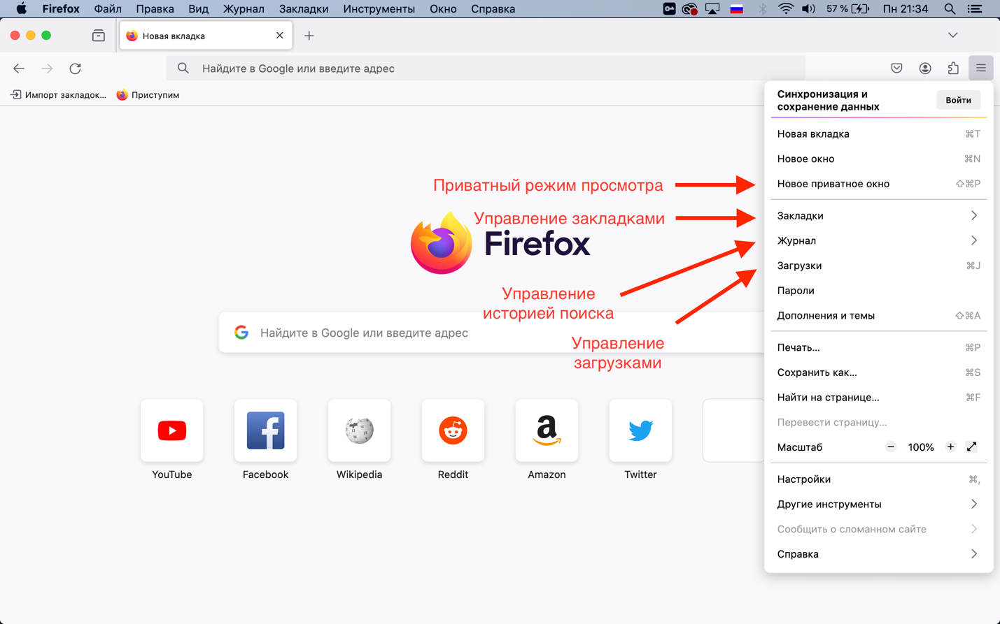 Firefox Файл Правка Вид Журнал Закладки Инструменты Окно Справка 57 % Пн 21:34
Новая вкладка
Найдите в Google или введите адрес
Импорт закладок... Приступим
Синхронизация и
сохранение данных
Войти
Новая вкладка ⌘T
Новое окно ⌘N
Новое приватное окно ⇧⌘P
Закладки
Журнал
Загрузки ⌘J
Пароли
Дополнения и темы ⇧⌘A
Печать... ⌘P
Сохранить как... ⌘S
Найти на странице... ⌘F
Перевести страницу...
Масштаб − 100% +
Настройки ⌘,
Другие инструменты
Сообщить о сломанном сайте
Справка
Приватный режим просмотра
Управление закладками
Firefox
Управление
историей поиска
Найдите в Google или введите адрес
Управление
загрузками
YouTube Facebook Wikipedia Reddit Amazon Twitter